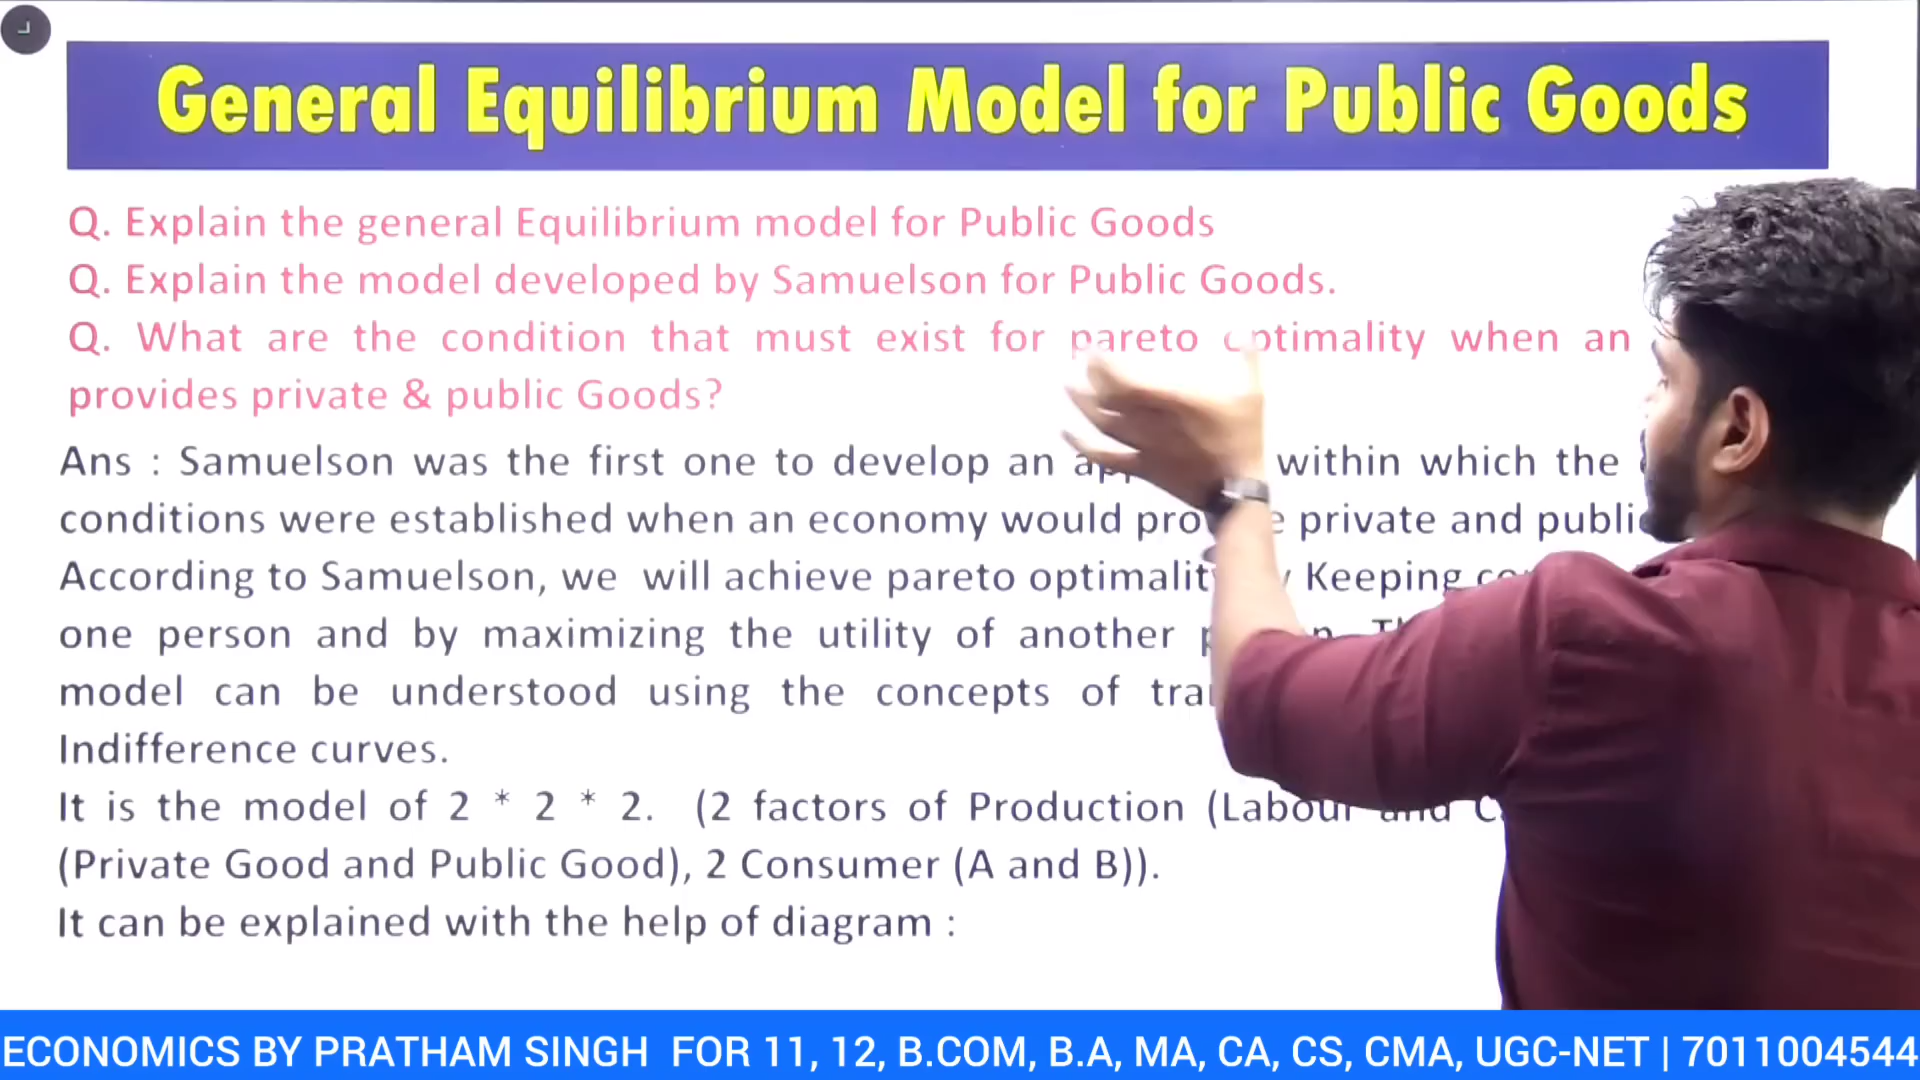 General Equilibrium Model for Public Goods
Q. Explain the general Equilibrium model for Public Goods
Q. Explain the model developed by Samuelson for Public Goods.
Q. What are the condition that must exist for pareto optimality when an
provides private & public Goods?
Ans : Samuelson was the first one to develop an within which the
conditions were established when an economy would provide private and public
According to Samuelson, we will achieve pareto optimality Keeping
one person and by maximizing the utility of another
model can be understood using the concepts of
Indifference curves.
It is the model of 2 * 2 * 2. (2 factors of Production (Labour and
(Private Good and Public Good), 2 Consumer (A and B)).
It can be explained with the help of diagram :
ECONOMICS BY PRATHAM SINGH FOR 11, 12, B.COM, B.A, MA, CA, CS, CMA, UGC-NET | 7011004544